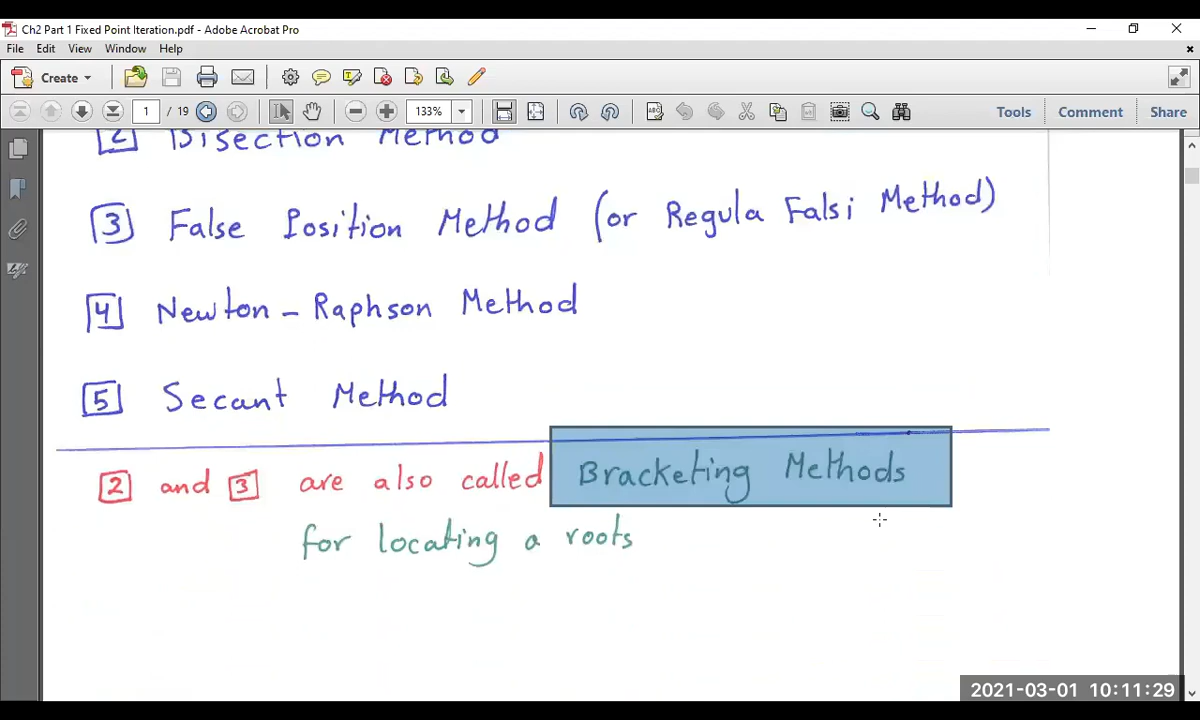 Ch2 Part 1 Fixed Point Iteration.pdf - Adobe Acrobat Pro
File Edit View Window Help
Create
1 / 19 133% Tools Comment Share
2 Bisection Method
3 False Position Method (or Regula Falsi Method)
4 Newton - Raphson Method
5 Secant Method
2 and 3 are also called Bracketing Methods
for locating a roots
2021-03-01 10:11:29